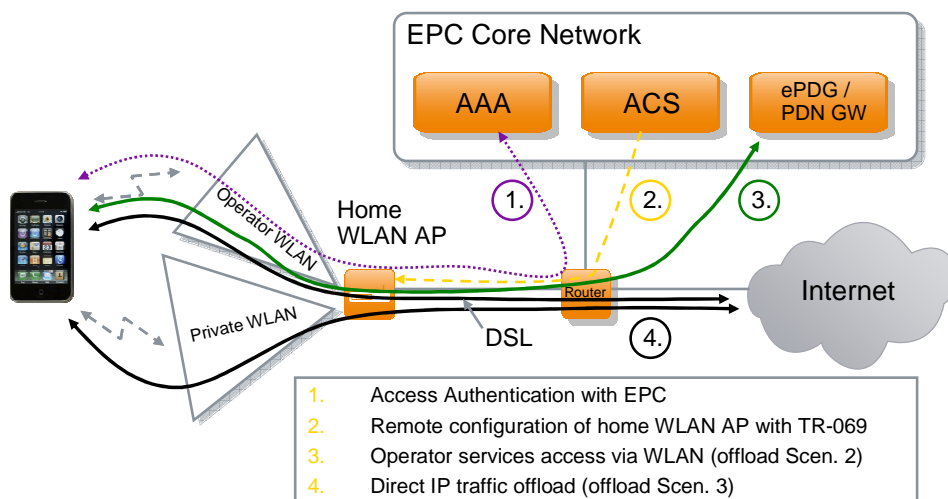 EPC Core Network
AAA
ACS
ePDG /
PDN GW
1.
2.
3.
Operator WLAN
Home
WLAN AP
Router
Internet
Private WLAN
DSL
4.
1. Access Authentication with EPC
2. Remote configuration of home WLAN AP with TR-069
3. Operator services access via WLAN (offload Scen. 2)
4. Direct IP traffic offload (offload Scen. 3)